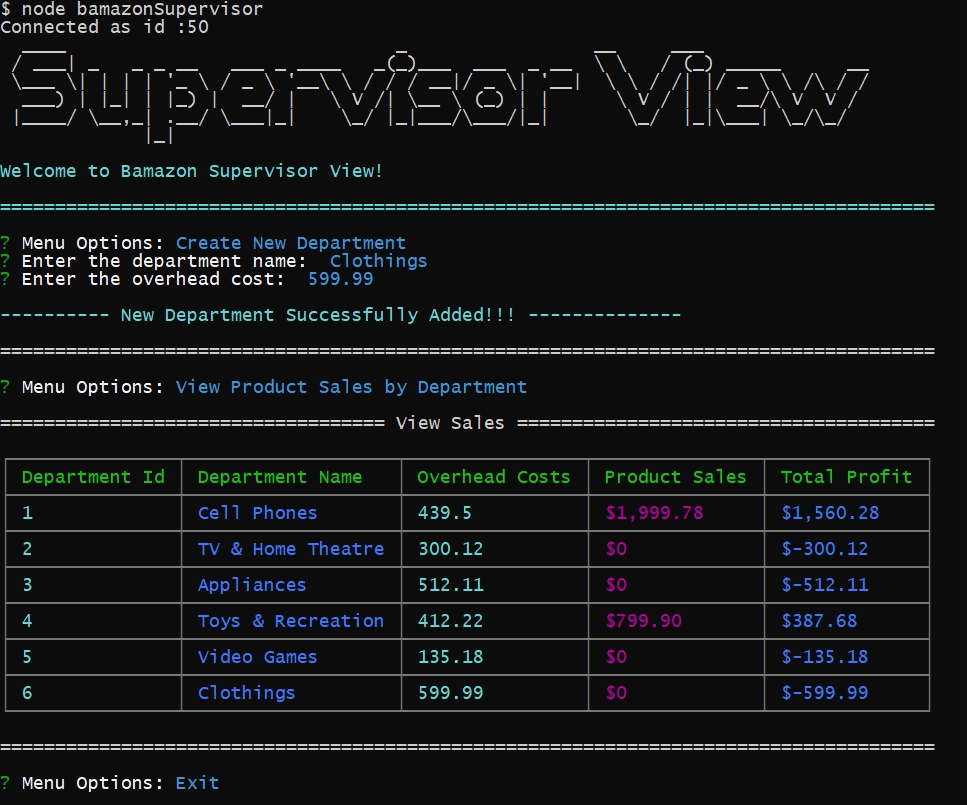 $ node bamazonSupervisor
Connected as id :50
Supervisor View
Welcome to Bamazon Supervisor View!
=====================================================================================
? Menu Options: Create New Department
? Enter the department name:  Clothings
? Enter the overhead cost:  599.99
---------- New Department Successfully Added!!! --------------
=====================================================================================
? Menu Options: View Product Sales by Department
=================================== View Sales ======================================
Department Id Department Name Overhead Costs Product Sales Total Profit
1 Cell Phones 439.5 $1,999.78 $1,560.28
2 TV & Home Theatre 300.12 $0 $-300.12
3 Appliances 512.11 $0 $-512.11
4 Toys & Recreation 412.22 $799.90 $387.68
5 Video Games 135.18 $0 $-135.18
6 Clothings 599.99 $0 $-599.99
=====================================================================================
? Menu Options: Exit